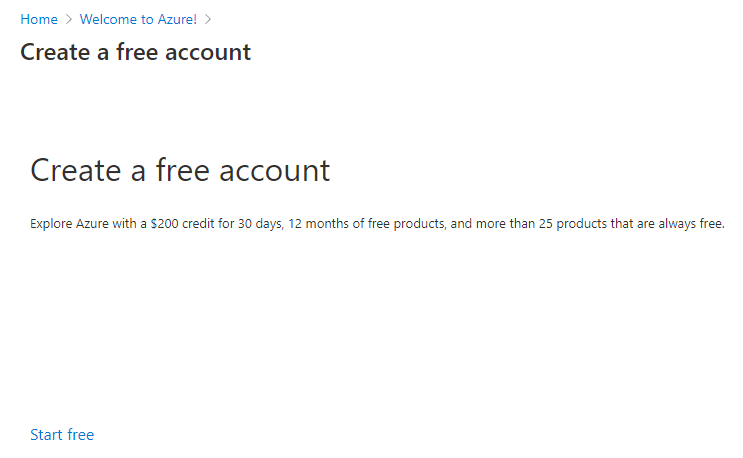 Home > Welcome to Azure! >
Create a free account
Create a free account
Explore Azure with a $200 credit for 30 days, 12 months of free products, and more than 25 products that are always free.
Start free